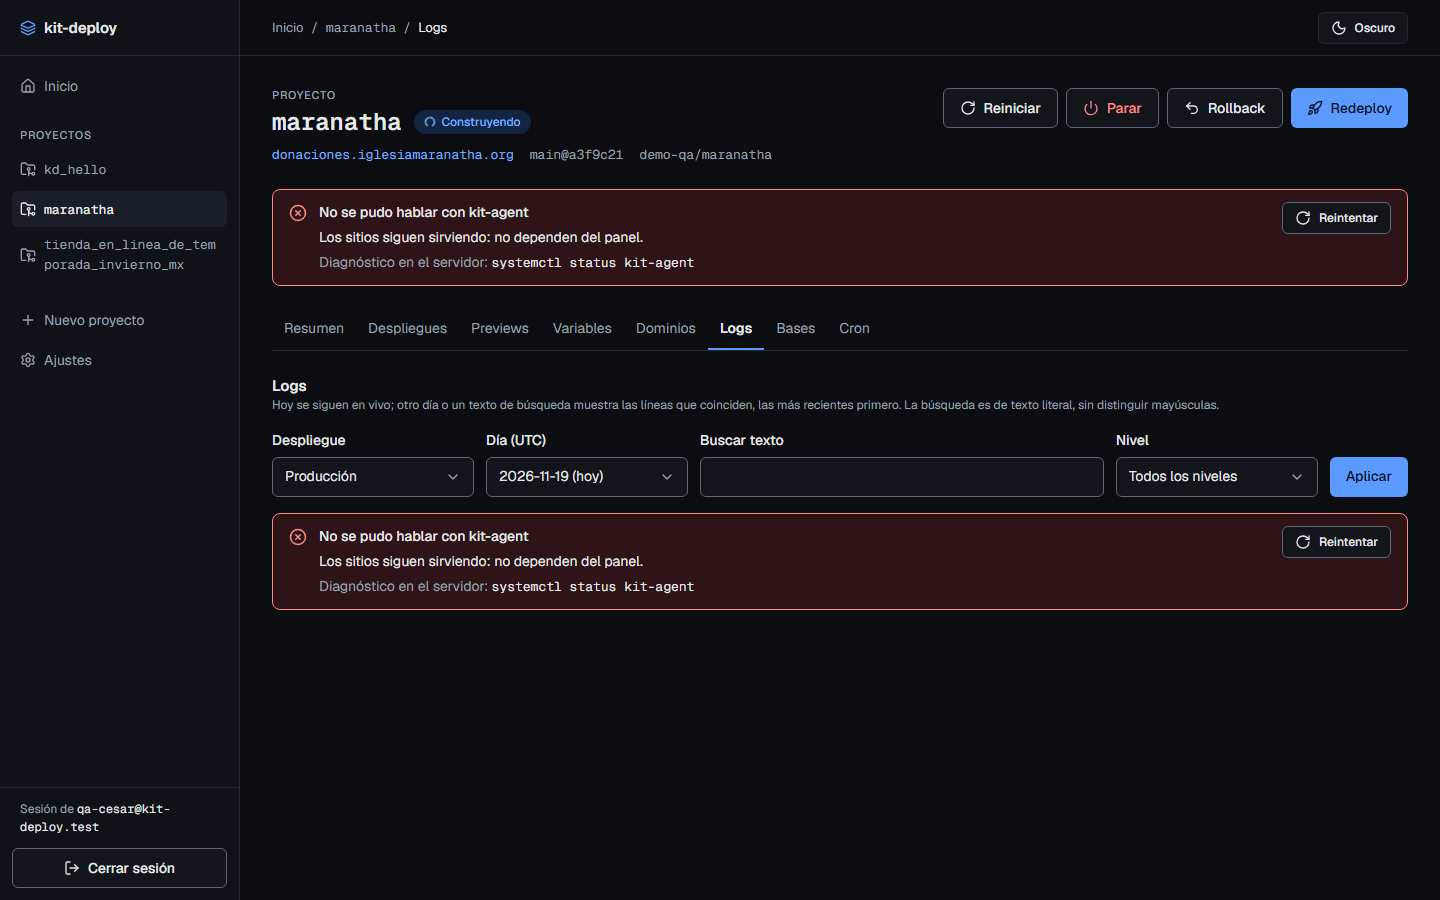 kit-deploy
Inicio / maranatha / Logs
Oscuro
Inicio
PROYECTOS
kd_hello
maranatha
tienda_en_linea_de_tem
porada_invierno_mx
Nuevo proyecto
Ajustes
Sesión de qa-cesar@kit-
deploy.test
Cerrar sesión
PROYECTO
maranatha Construyendo
Reiniciar Parar Rollback Redeploy
donaciones.iglesiamaranatha.org main@a3f9c21 demo-qa/maranatha
No se pudo hablar con kit-agent
Reintentar
Los sitios siguen sirviendo: no dependen del panel.
Diagnóstico en el servidor: systemctl status kit-agent
Resumen Despliegues Previews Variables Dominios Logs Bases Cron
Logs
Hoy se siguen en vivo; otro día o un texto de búsqueda muestra las líneas que coinciden, las más recientes primero. La búsqueda es de texto literal, sin distinguir mayúsculas.
Despliegue Día (UTC) Buscar texto Nivel
Producción 2026-11-19 (hoy) Todos los niveles Aplicar
No se pudo hablar con kit-agent
Reintentar
Los sitios siguen sirviendo: no dependen del panel.
Diagnóstico en el servidor: systemctl status kit-agent